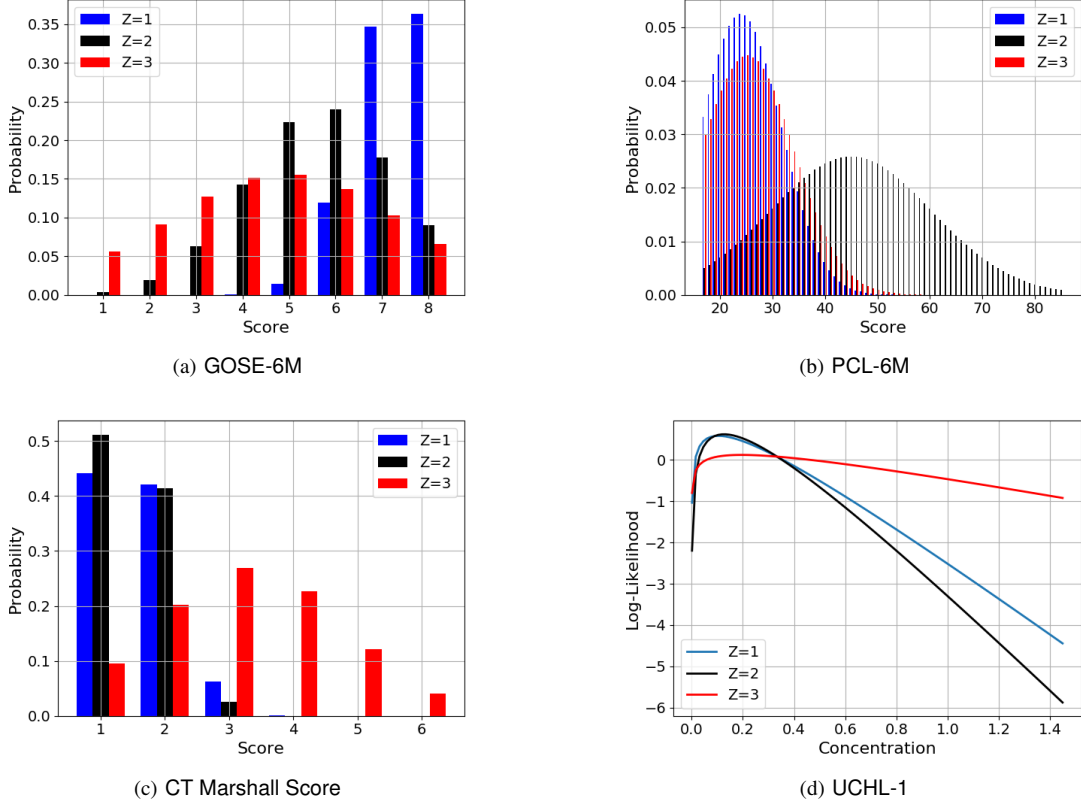 0.35
0.30
0.25
0.20
0.15
0.10
0.05
0.00
Probability
1 2 3 4 5 6 7 8
Score
Z=1
Z=2
Z=3
(a) GOSE-6M
0.05
0.04
0.03
0.02
0.01
0.00
Probability
20 30 40 50 60 70 80
Score
Z=1
Z=2
Z=3
(b) PCL-6M
0.5
0.4
0.3
0.2
0.1
0.0
Probability
1 2 3 4 5 6
Score
Z=1
Z=2
Z=3
(c) CT Marshall Score
0
−1
−2
−3
−4
−5
−6
Log-Likelihood
0.0 0.2 0.4 0.6 0.8 1.0 1.2 1.4
Concentration
Z=1
Z=2
Z=3
(d) UCHL-1